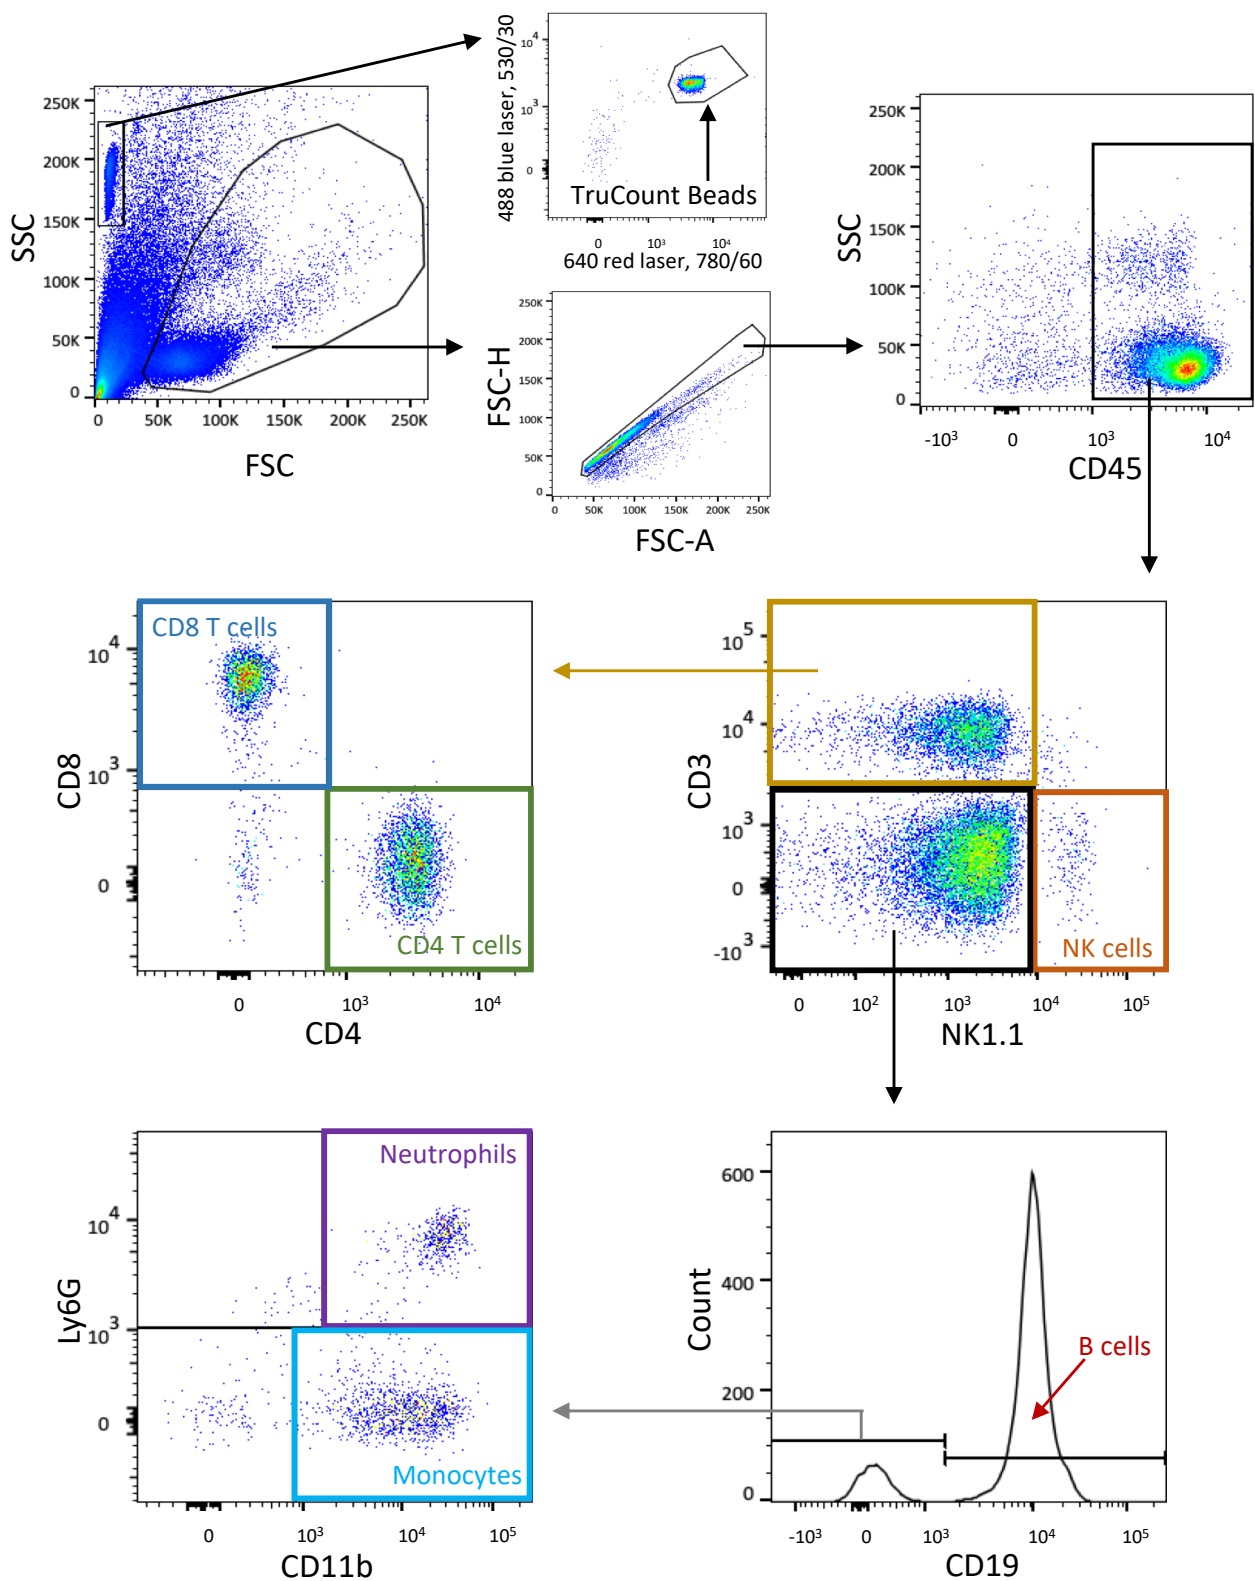 SSC
250K
200K
150K
100K
50K
0
0
50K
100K
150K
200K
250K
FSC
488 blue laser, 530/30
10⁴
10³
0
TruCount Beads
0
10³
10⁴
640 red laser, 780/60
FSC-H
250K
200K
150K
100K
50K
0
0
50K
100K
150K
200K
250K
FSC-A
SSC
250K
200K
150K
100K
50K
0
-10³
0
10³
10⁴
CD45
CD8 T cells
CD8
10⁴
10³
0
CD4 T cells
0
10³
10⁴
CD4
CD3
10⁵
10⁴
10³
0
-10³
NK cells
0
10²
10³
10⁴
10⁵
NK1.1
Neutrophils
Ly6G
10⁴
10³
0
Monocytes
0
10³
10⁴
10⁵
CD11b
Count
600
400
200
0
B cells
-10³
0
10³
10⁴
10⁵
CD19